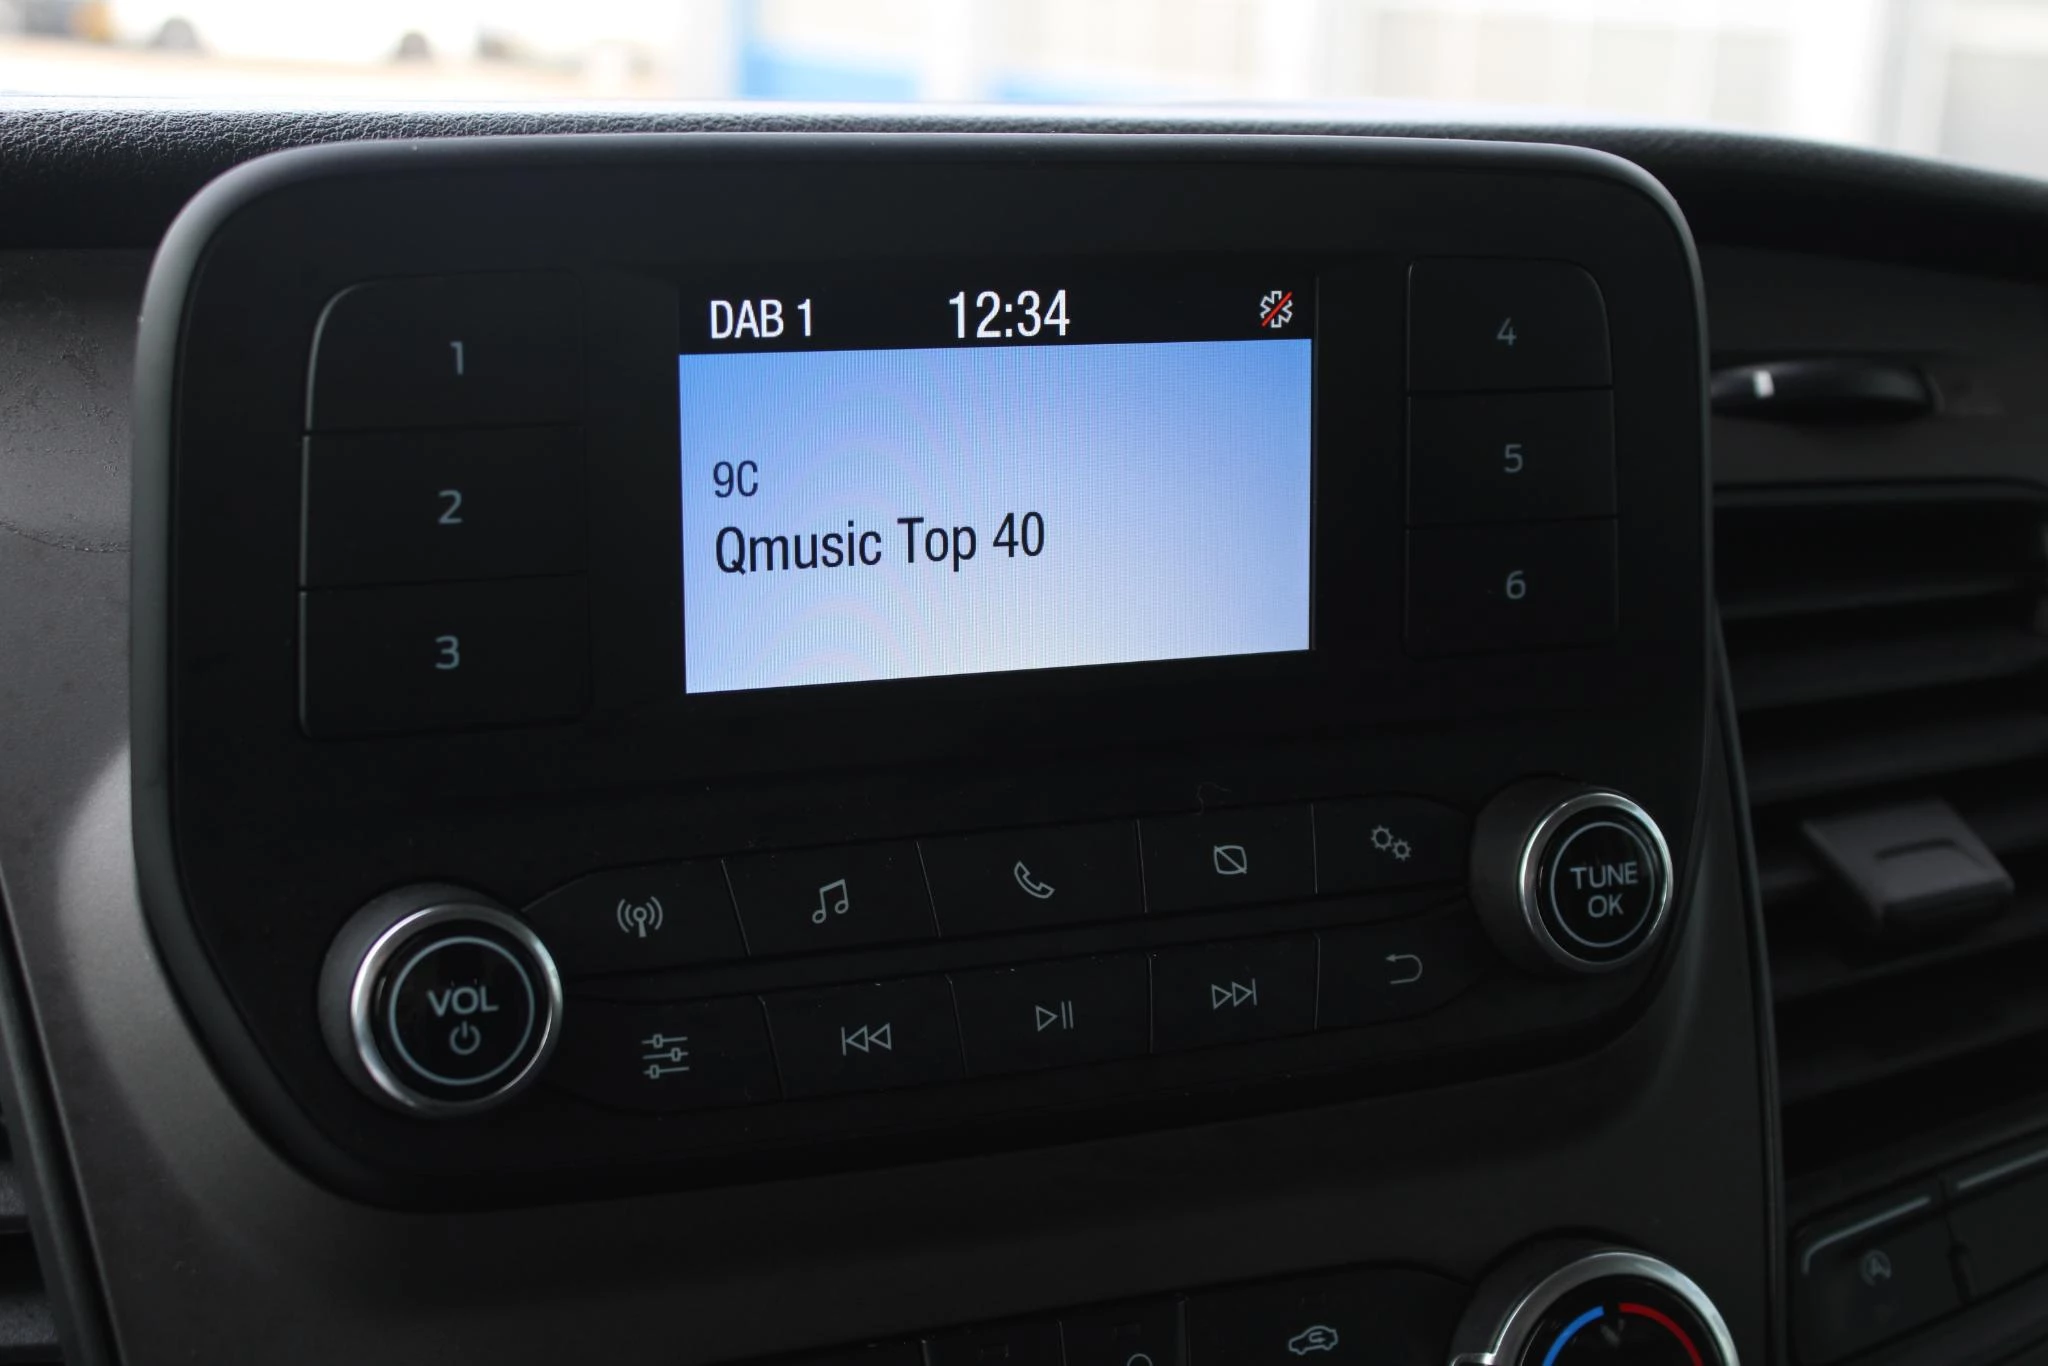 DAB 1 12:34
9C
Qmusic Top 40
1
2
3
4
5
6
VOL
TUNE
OK
A